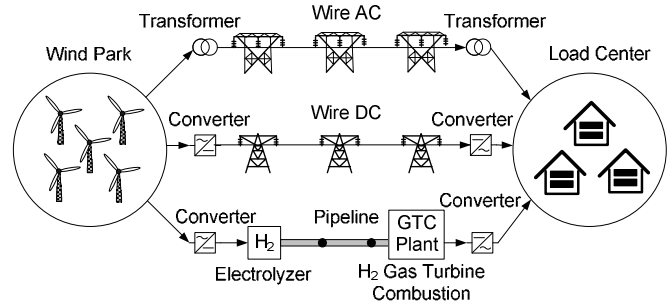 Transformer
Wire AC
Transformer
Wind Park
Load Center
Converter
Wire DC
Converter
Converter
Pipeline
Converter
H2
GTC
Plant
Electrolyzer
H2 Gas Turbine
Combustion